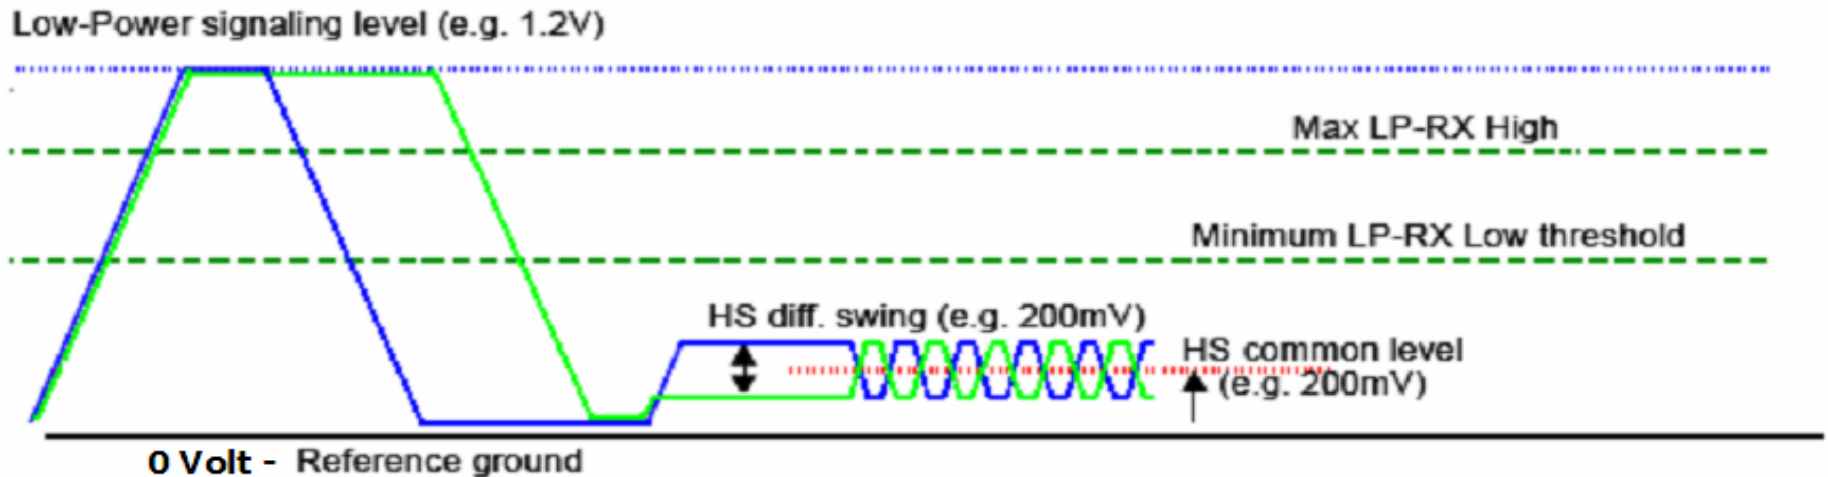 Low-Power signaling level (e.g. 1.2V)
Max LP-RX High
Minimum LP-RX Low threshold
HS diff. swing (e.g. 200mV)
HS common level
(e.g. 200mV)
0 Volt - Reference ground